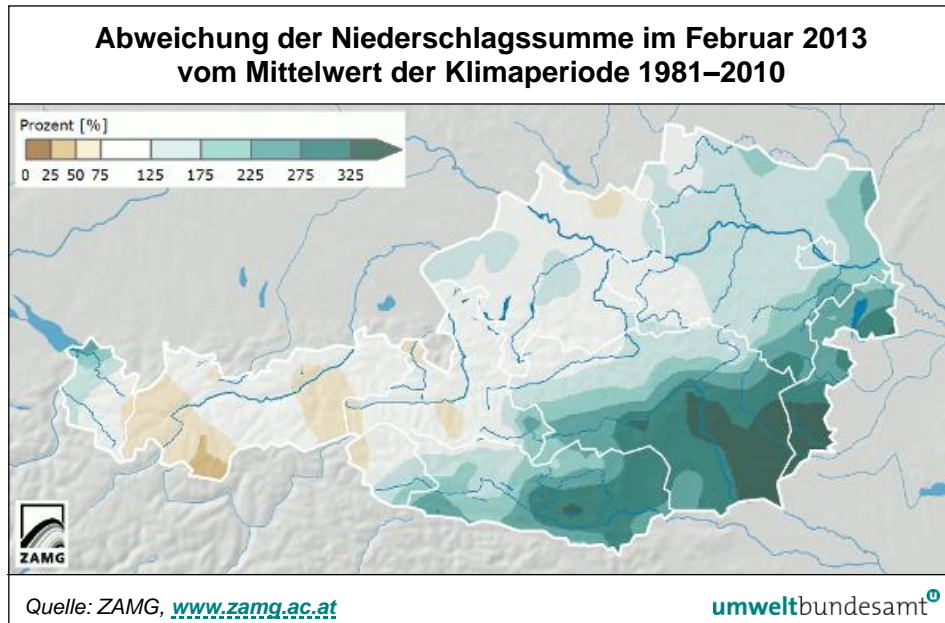 Abweichung der Niederschlagssumme im Februar 2013
vom Mittelwert der Klimaperiode 1981–2010
Prozent [%]
0 25 50 75 125 175 225 275 325
ZAMG
Quelle: ZAMG, www.zamg.ac.at
umweltbundesamt u